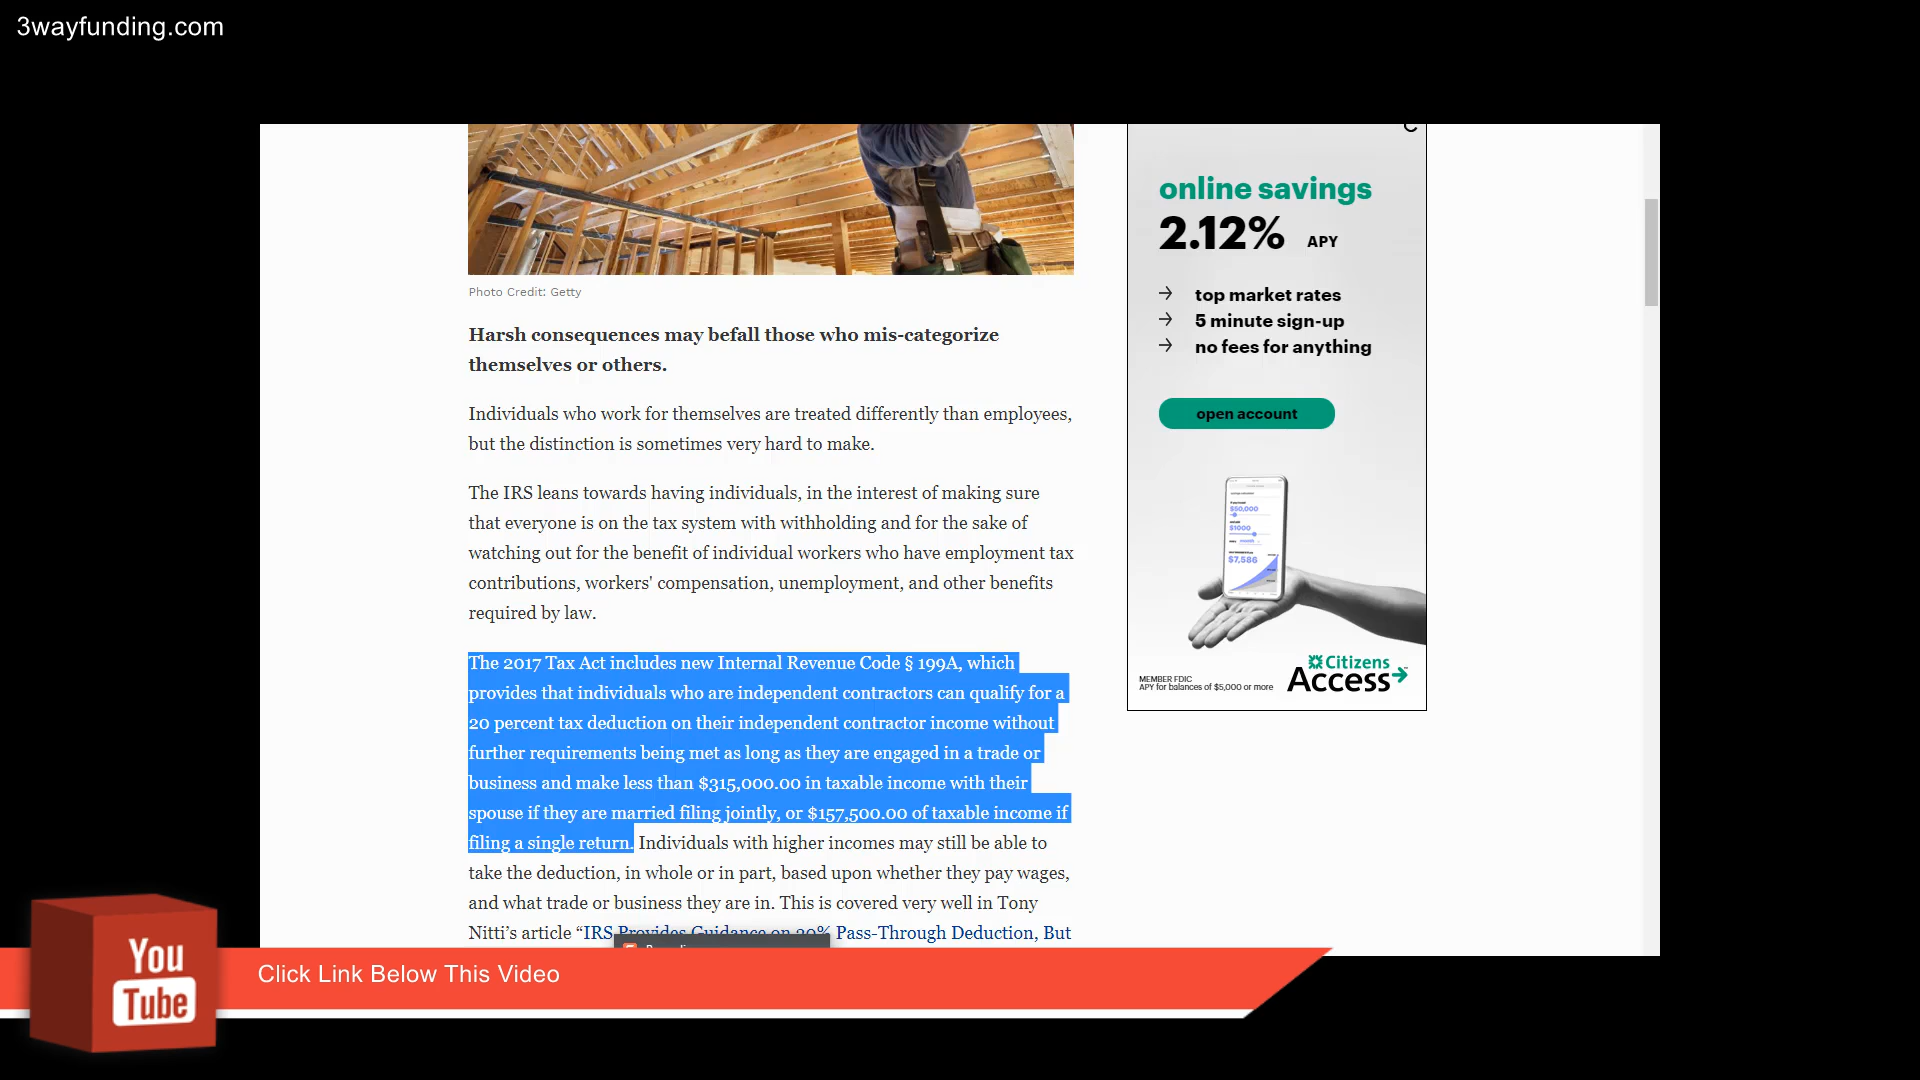 3wayfunding.com
Photo Credit: Getty
Harsh consequences may befall those who mis-categorize
themselves or others.
Individuals who work for themselves are treated differently than employees,
but the distinction is sometimes very hard to make.
The IRS leans towards having individuals, in the interest of making sure
that everyone is on the tax system with withholding and for the sake of
watching out for the benefit of individual workers who have employment tax
contributions, workers' compensation, unemployment, and other benefits
required by law.
The 2017 Tax Act includes new Internal Revenue Code § 199A, which
provides that individuals who are independent contractors can qualify for a
20 percent tax deduction on their independent contractor income without
further requirements being met as long as they are engaged in a trade or
business and make less than $315,000.00 in taxable income with their
spouse if they are married filing jointly, or $157,500.00 of taxable income if
filing a single return. Individuals with higher incomes may still be able to
take the deduction, in whole or in part, based upon whether they pay wages,
and what trade or business they are in. This is covered very well in Tony
Nitti’s article “IRS Provides Guidance on 20% Pass-Through Deduction, But
online savings
2.12% APY
→ top market rates
→ 5 minute sign-up
→ no fees for anything
open account
$50,000
$1000
$7,586
MEMBER FDIC
APY for balances of $5,000 or more
Citizens
Access
You
Tube
Click Link Below This Video